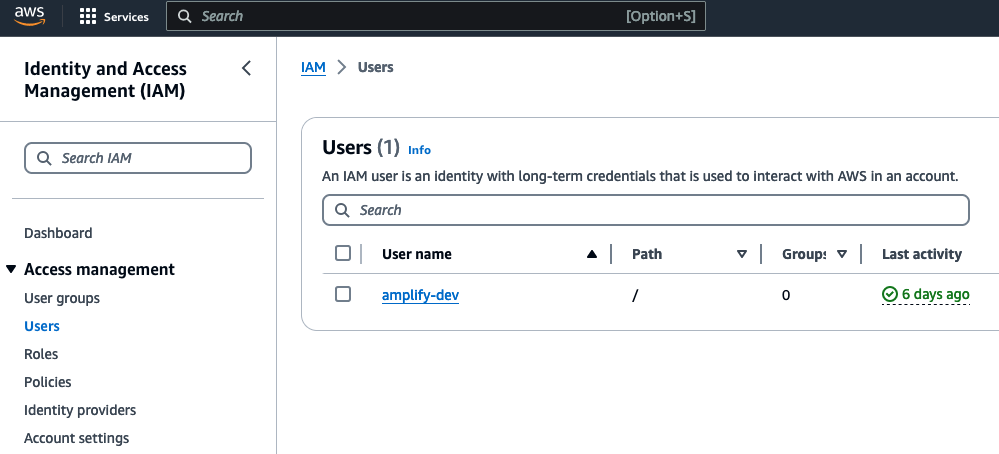 aws Services Search [Option+S]
Identity and Access
Management (IAM)
Search IAM
Dashboard
Access management
User groups
Users
Roles
Policies
Identity providers
Account settings
IAM Users
Users (1) Info
An IAM user is an identity with long-term credentials that is used to interact with AWS in an account.
Search
User name Path Groups Last activity
amplify-dev / 0 6 days ago